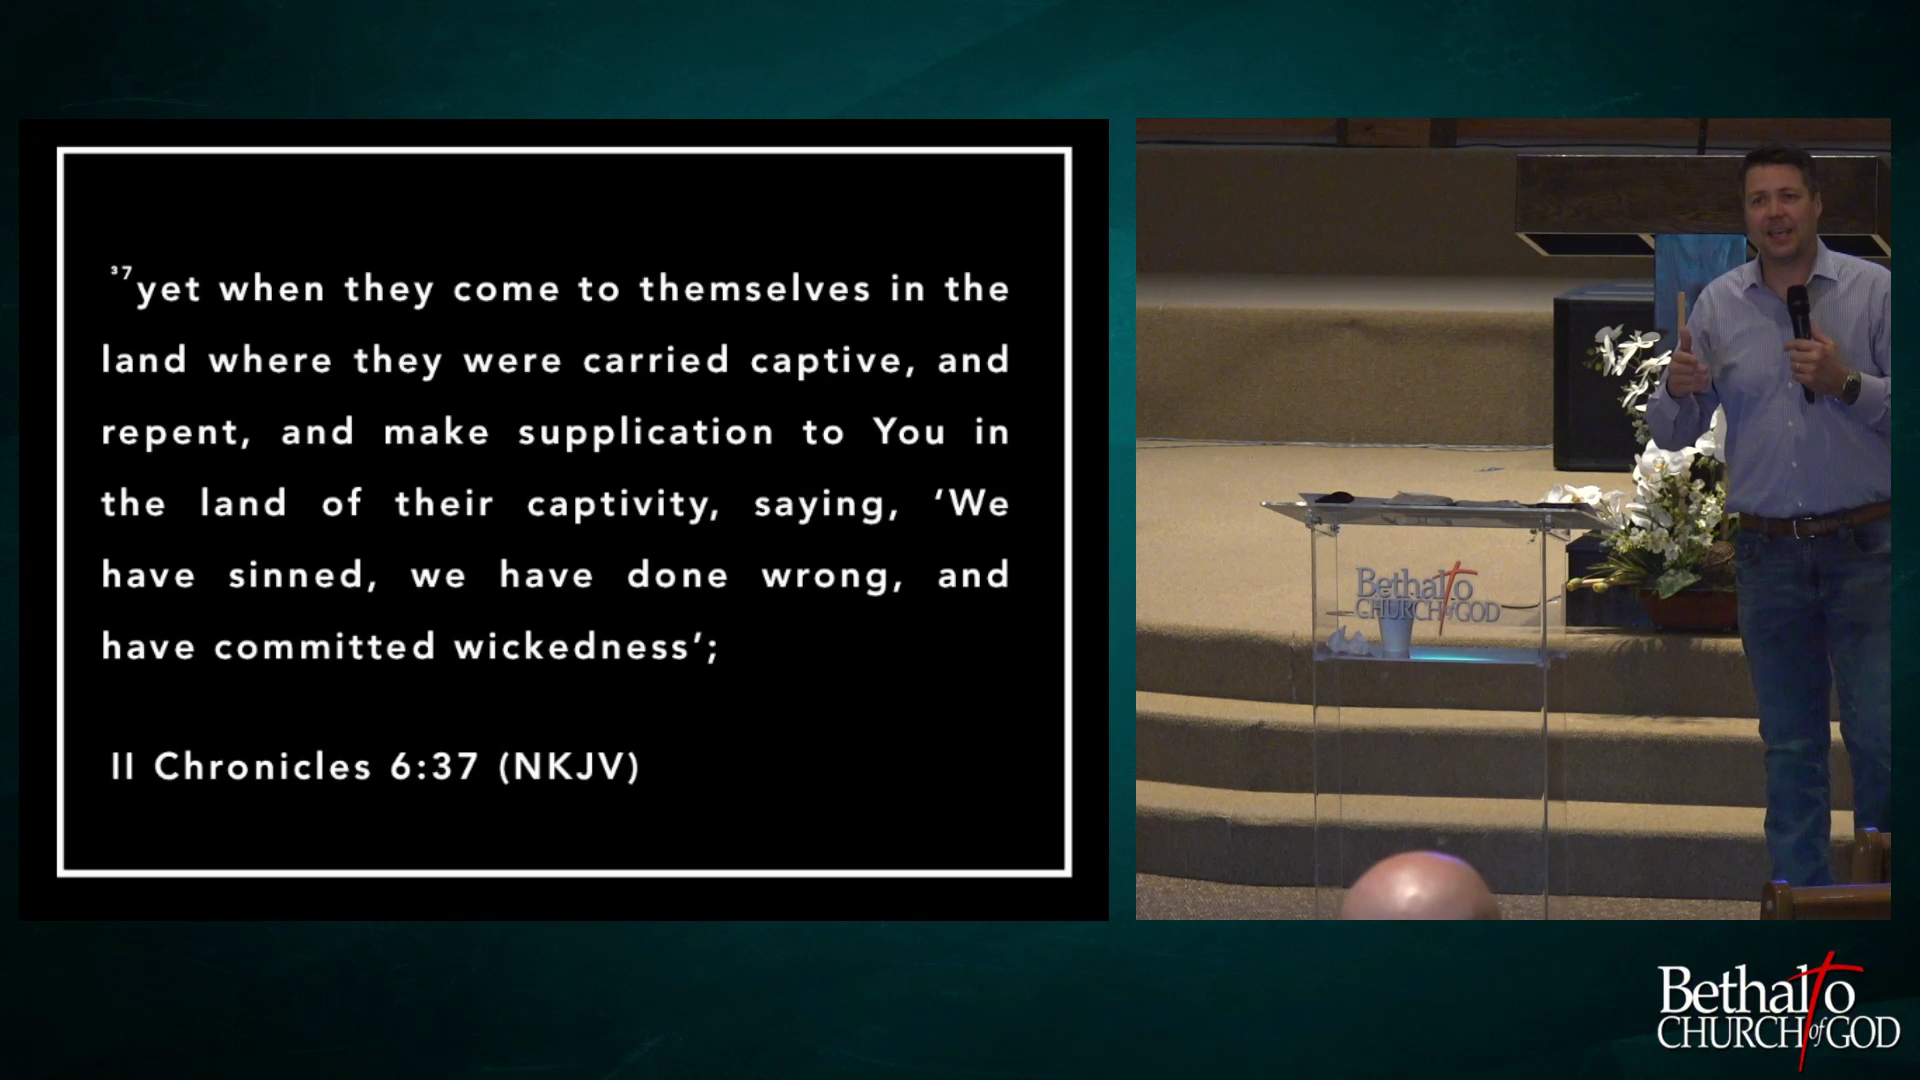 ³⁷yet when they come to themselves in the
land where they were carried captive, and
repent, and make supplication to You in
the land of their captivity, saying, ‘We
have sinned, we have done wrong, and
have committed wickedness’;
II Chronicles 6:37 (NKJV)
Bethalto
CHURCH of GOD
Bethalto
CHURCH of GOD